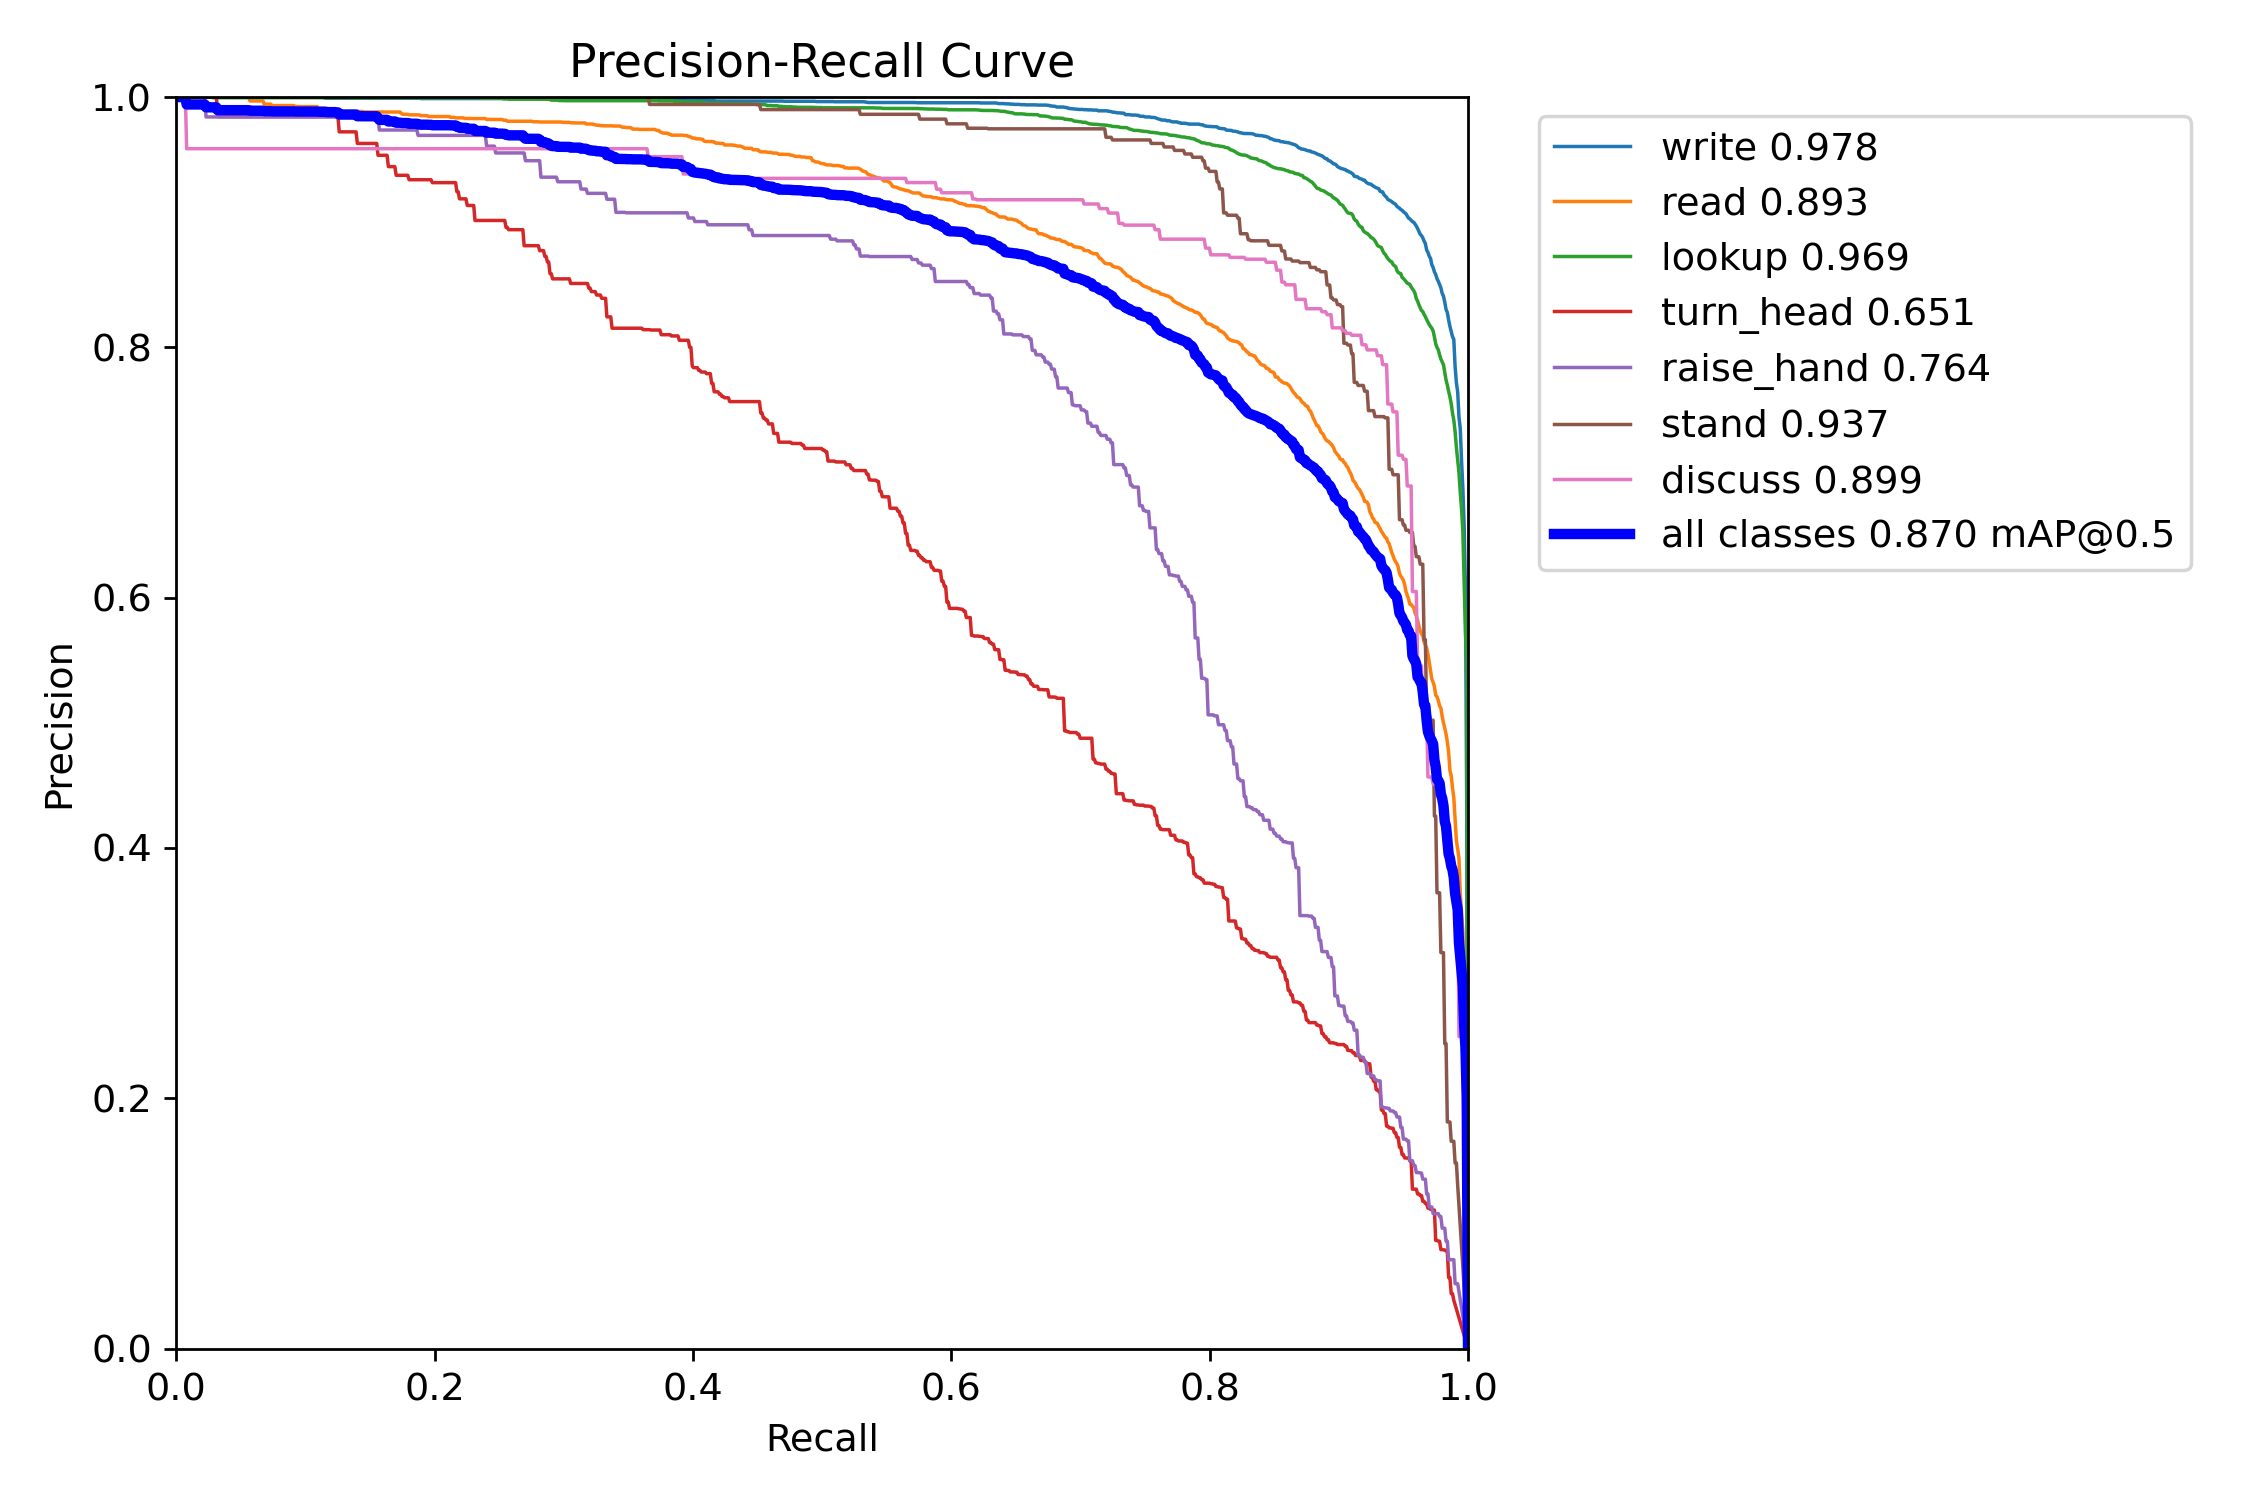 Precision-Recall Curve
1.0
0.8
0.6
0.4
0.2
0.0
Precision
0.0 0.2 0.4 0.6 0.8 1.0
Recall
write 0.978
read 0.893
lookup 0.969
turn_head 0.651
raise_hand 0.764
stand 0.937
discuss 0.899
all classes 0.870 mAP@0.5